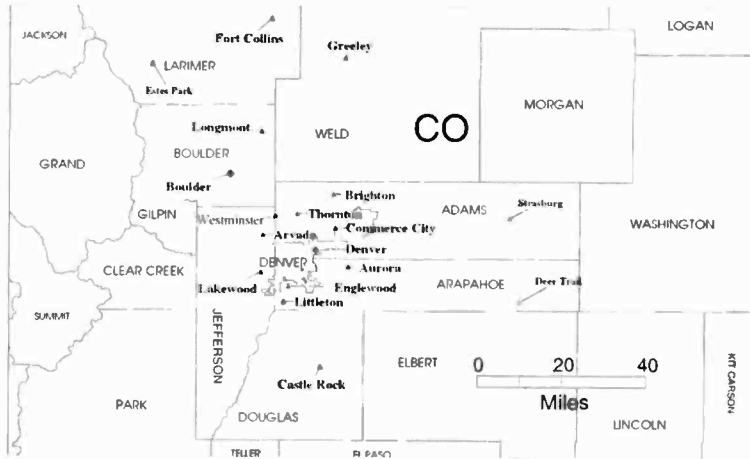 JACKSON
LOGAN
Fort Collins
Greeley
LARIMER
Estes Park
MORGAN
CO
Longmont
WELD
BOULDER
GRAND
Boulder
Brighton
GILPIN
Westminster
ADAMS
Strasburg
WASHINGTON
Commerce City
Denver
CLEAR CREEK
DENVER
Aurora
Lakewood
Englewood
ARAPAHOE
Deer Trail
Littleton
SUMMIT
JEFFERSON
ELBERT
0 20 40
Miles
KIT CARSON
Castle Rock
PARK
DOUGLAS
LINCOLN
TELLER
EL PASO